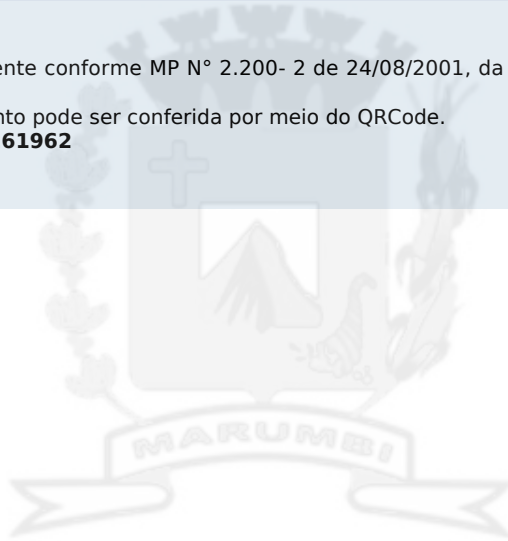 ente conforme MP N° 2.200- 2 de 24/08/2001, da
nto pode ser conferida por meio do QRCode.
61962
MARUMBI